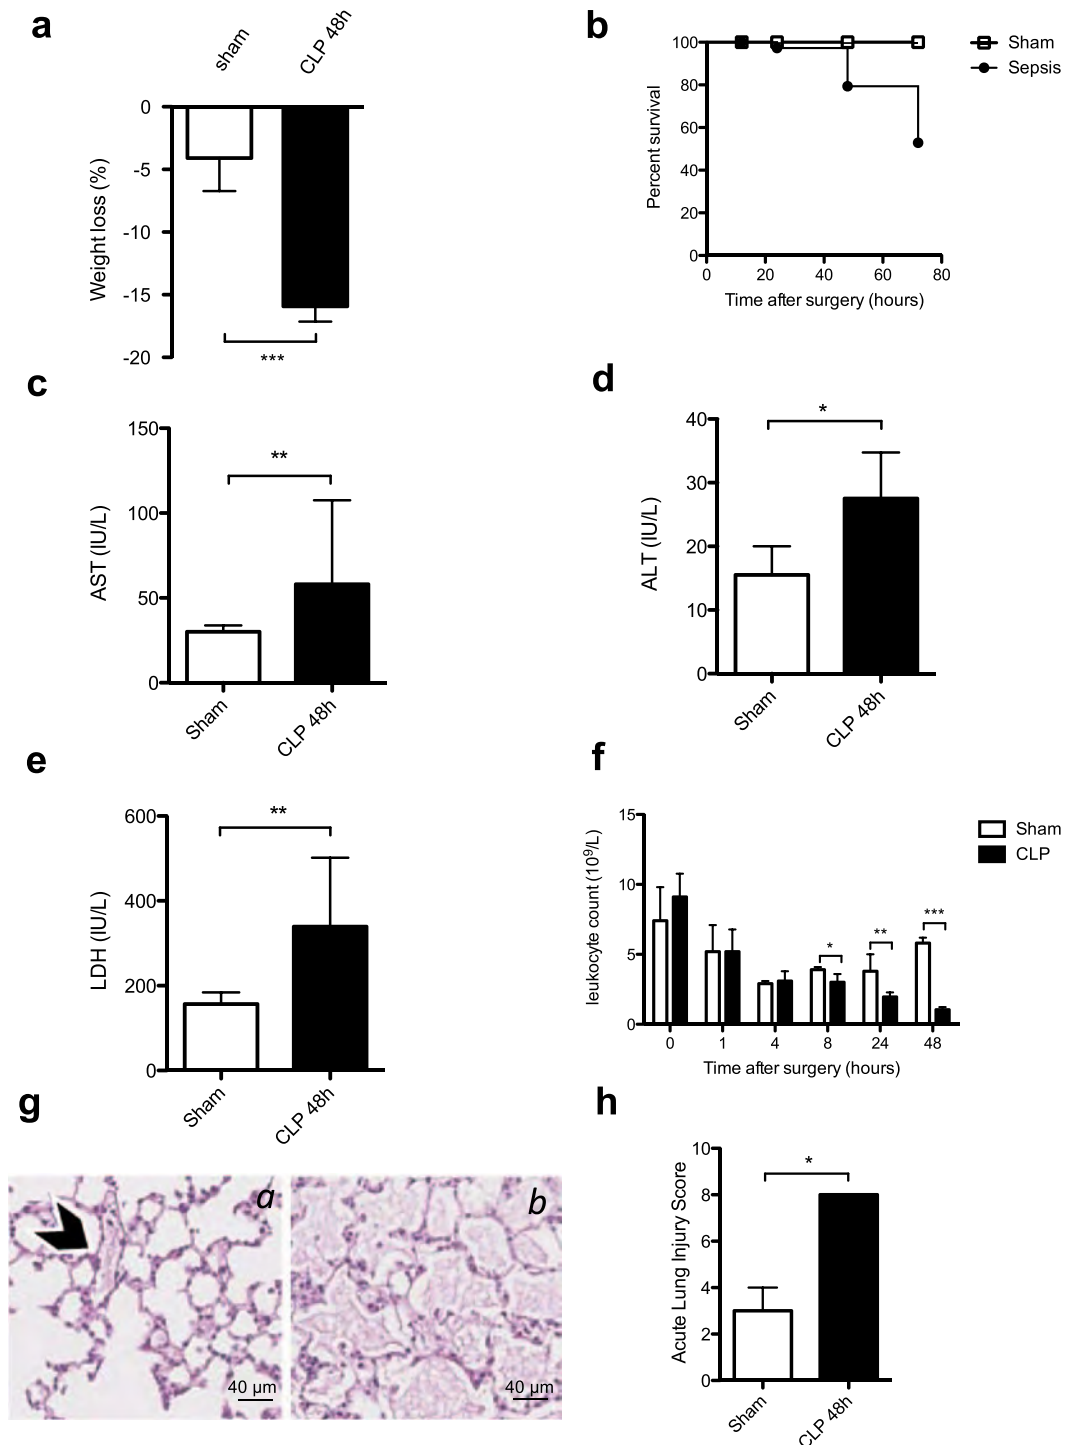 a
sham
CLP 48h
0
-5
-10
-15
-20
Weight loss (%)
***
b
100
80
60
40
20
0
Percent survival
0 20 40 60 80
Time after surgery (hours)
Sham
Sepsis
c
150
100
50
0
AST (IU/L)
**
Sham
CLP 48h
d
40
30
20
10
0
ALT (IU/L)
*
Sham
CLP 48h
e
600
400
200
0
LDH (IU/L)
**
Sham
CLP 48h
f
15
10
5
0
leukocyte count (10⁹/L)
*
**
***
0 1 4 8 24 48
Time after surgery (hours)
Sham
CLP
g
a
40 µm
b
40 µm
h
10
8
6
4
2
0
Acute Lung Injury Score
*
Sham
CLP 48h